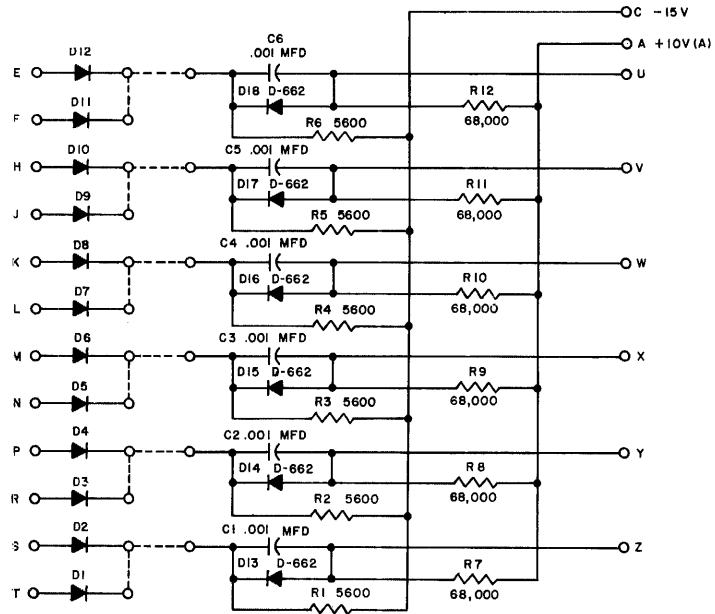 C -15V
A +10V(A)
D12 C6
.001 MFD
E U
D18 D-662 R12
D11
F R6 5600 68,000
D10 C5 .001 MFD
H V
D17 D-662 R11
D9
J R5 5600 68,000
D8 C4 .001 MFD
K W
D16 D-662 R10
D7
L R4 5600 68,000
D6 C3 .001 MFD
M X
D15 D-662 R9
D5
N R3 5600 68,000
D4 C2 .001 MFD
P Y
D14 D-662 R8
D3
R R2 5600 68,000
D2 C1 .001 MFD
S Z
D13 D-662 R7
D1
T R1 5600 68,000